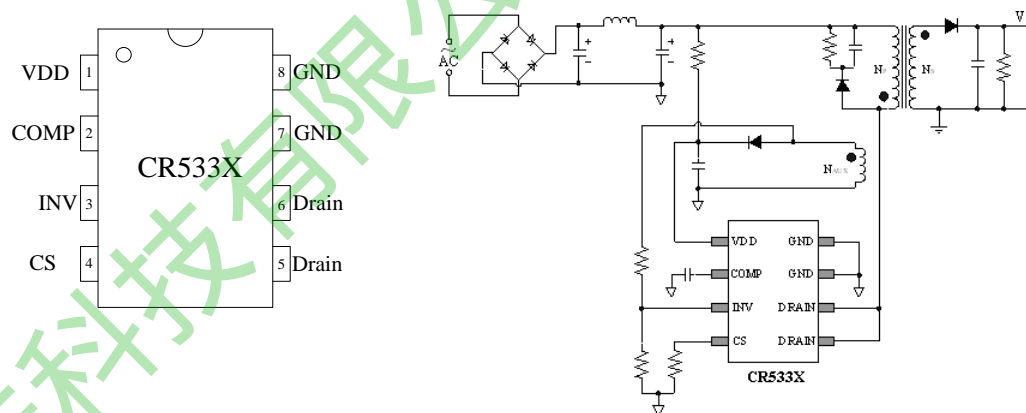 VDD 1
COMP 2
INV 3
CS 4
CR533X
8 GND
7 GND
6 Drain
5 Drain
科技有限公
~
AC
+
-
+
-
N
N
V
N
VDD
COMP
INV
CS
GND
GND
DRAIN
DRAIN
CR533X